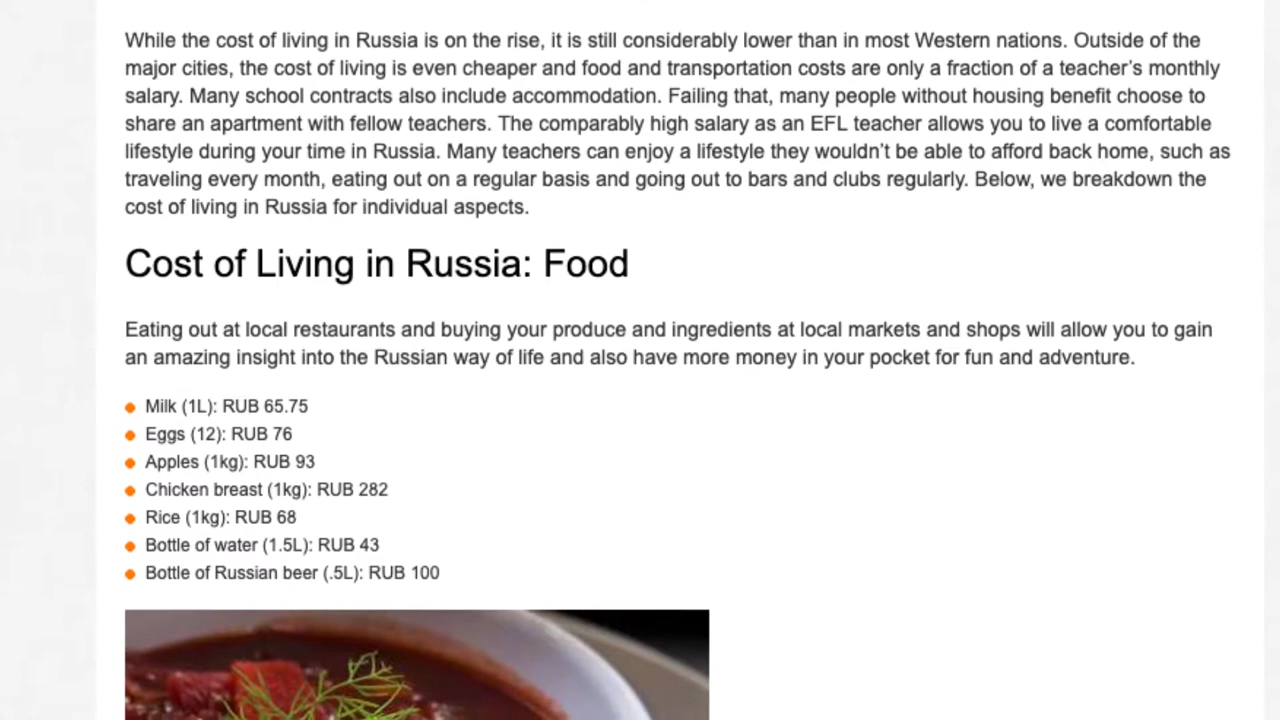 While the cost of living in Russia is on the rise, it is still considerably lower than in most Western nations. Outside of the
major cities, the cost of living is even cheaper and food and transportation costs are only a fraction of a teacher’s monthly
salary. Many school contracts also include accommodation. Failing that, many people without housing benefit choose to
share an apartment with fellow teachers. The comparably high salary as an EFL teacher allows you to live a comfortable
lifestyle during your time in Russia. Many teachers can enjoy a lifestyle they wouldn’t be able to afford back home, such as
traveling every month, eating out on a regular basis and going out to bars and clubs regularly. Below, we breakdown the
cost of living in Russia for individual aspects.
Cost of Living in Russia: Food
Eating out at local restaurants and buying your produce and ingredients at local markets and shops will allow you to gain
an amazing insight into the Russian way of life and also have more money in your pocket for fun and adventure.
Milk (1L): RUB 65.75
Eggs (12): RUB 76
Apples (1kg): RUB 93
Chicken breast (1kg): RUB 282
Rice (1kg): RUB 68
Bottle of water (1.5L): RUB 43
Bottle of Russian beer (.5L): RUB 100